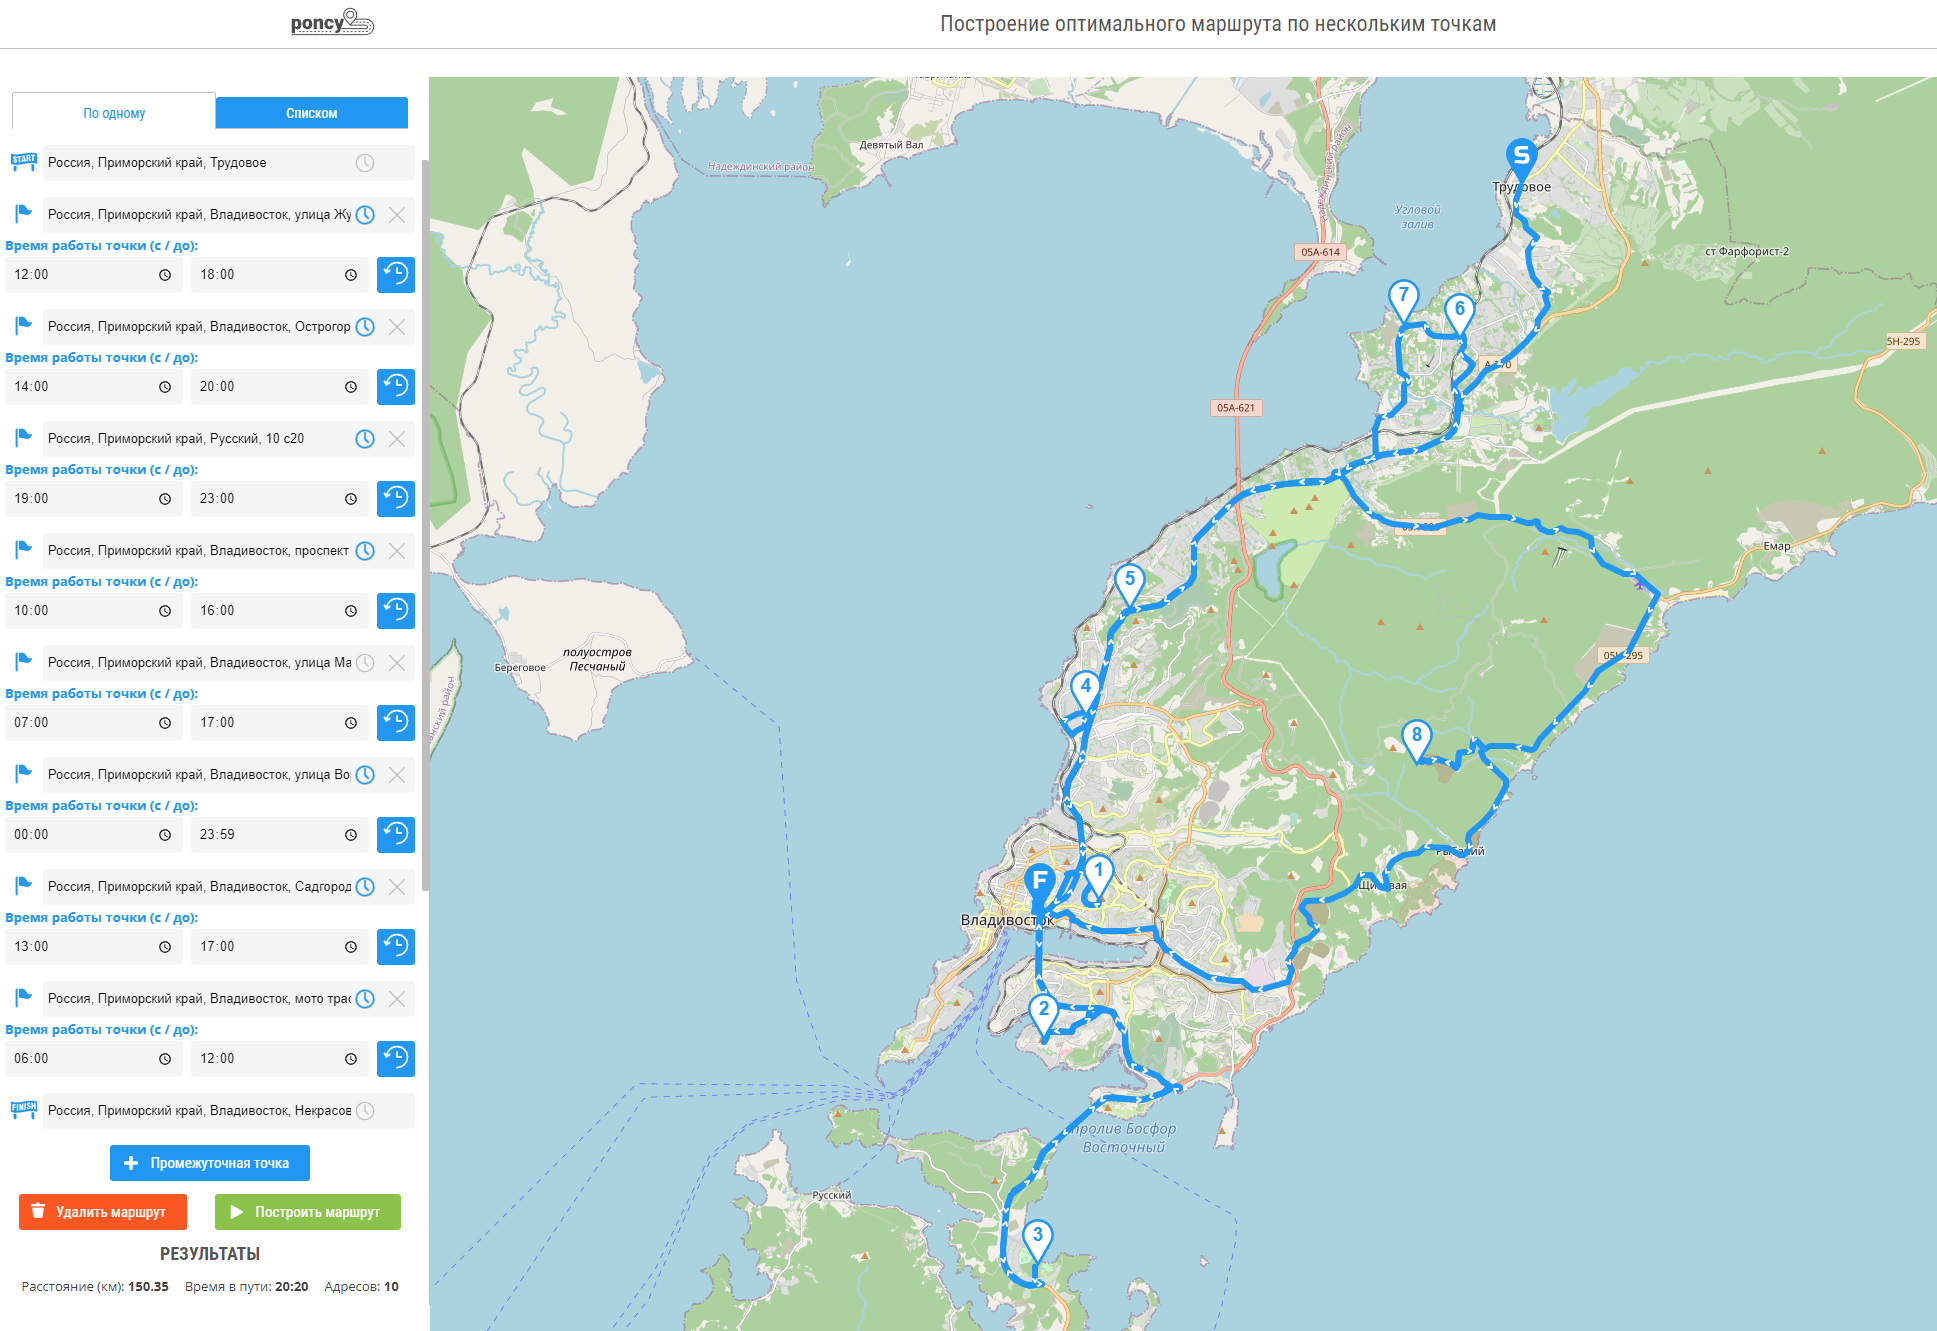 poncy
Построение оптимального маршрута по нескольким точкам
По одному
Списком
START
Россия, Приморский край, Трудовое
Россия, Приморский край, Владивосток, улица Жу
Время работы точки (с / до):
12:00
18:00
Россия, Приморский край, Владивосток, Острогор
Время работы точки (с / до):
14:00
20:00
Россия, Приморский край, Русский, 10 с20
Время работы точки (с / до):
19:00
23:00
Россия, Приморский край, Владивосток, проспект
Время работы точки (с / до):
10:00
16:00
Россия, Приморский край, Владивосток, улица Ма
Время работы точки (с / до):
07:00
17:00
Россия, Приморский край, Владивосток, улица Во
Время работы точки (с / до):
00:00
23:59
Россия, Приморский край, Владивосток, Садгород
Время работы точки (с / до):
13:00
17:00
Россия, Приморский край, Владивосток, мото трас
Время работы точки (с / до):
06:00
12:00
FINISH
Россия, Приморский край, Владивосток, Некрасов
Промежуточная точка
Удалить маршрут
Построить маршрут
РЕЗУЛЬТАТЫ
Расстояние (км): 150.35 Время в пути: 20:20 Адресов: 10
Девятый Вал
Надеждинский район
Надеждинский район
S
Трудовое
Угловой
залив
05А-614
ст Фарфорист-2
7
6
5Н-295
05А-621
Емар
5
полуостров
Песчаный
Береговое
05Н-295
4
8
1
F
Владивосток
2
пролив Босфор
Восточный
Русский
3